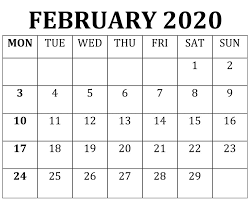 FEBRUARY 2020
MON TUE WED THU FRI SAT SUN
1 2
3 4 5 6 7 8 9
10 11 12 13 14 15 16
17 18 19 20 21 22 23
24 25 26 27 28 29